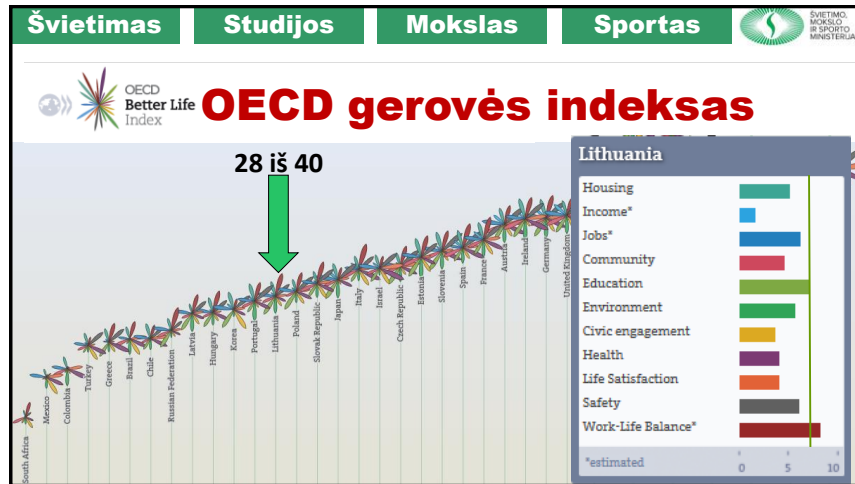 Švietimas
Studijos
Mokslas
Sportas
ŠVIETIMO,
MOKSLO
IR SPORTO
MINISTERIJA
OECD
Better Life
Index
OECD gerovės indeksas
28 iš 40
South Africa
Mexico
Colombia
Turkey
Greece
Brazil
Chile
Russian Federation
Latvia
Hungary
Korea
Portugal
Lithuania
Poland
Slovak Republic
Japan
Italy
Israel
Czech Republic
Estonia
Slovenia
Spain
France
Austria
Ireland
Germany
United Kingdom
Lithuania
Housing
Income*
Jobs*
Community
Education
Environment
Civic engagement
Health
Life Satisfaction
Safety
Work-Life Balance*
*estimated
0 5 10